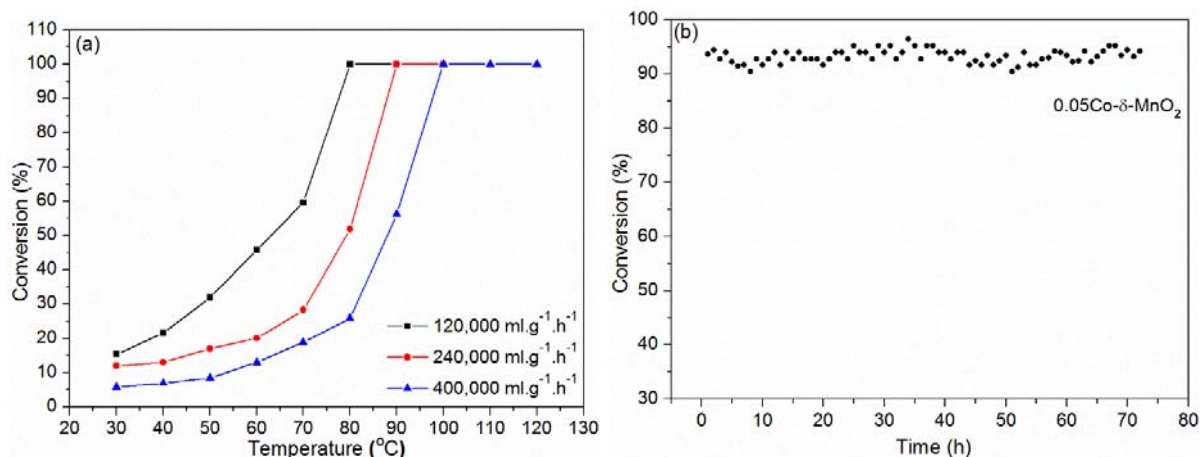 (a)
110
100
90
80
70
60
50
40
30
20
10
0
Conversion (%)
120,000 ml.g⁻¹.h⁻¹
240,000 ml.g⁻¹.h⁻¹
400,000 ml.g⁻¹.h⁻¹
20 30 40 50 60 70 80 90 100 110 120 130
Temperature (°C)
(b)
100
90
80
70
60
50
40
30
Conversion (%)
0.05Co-δ-MnO₂
0 10 20 30 40 50 60 70 80
Time (h)